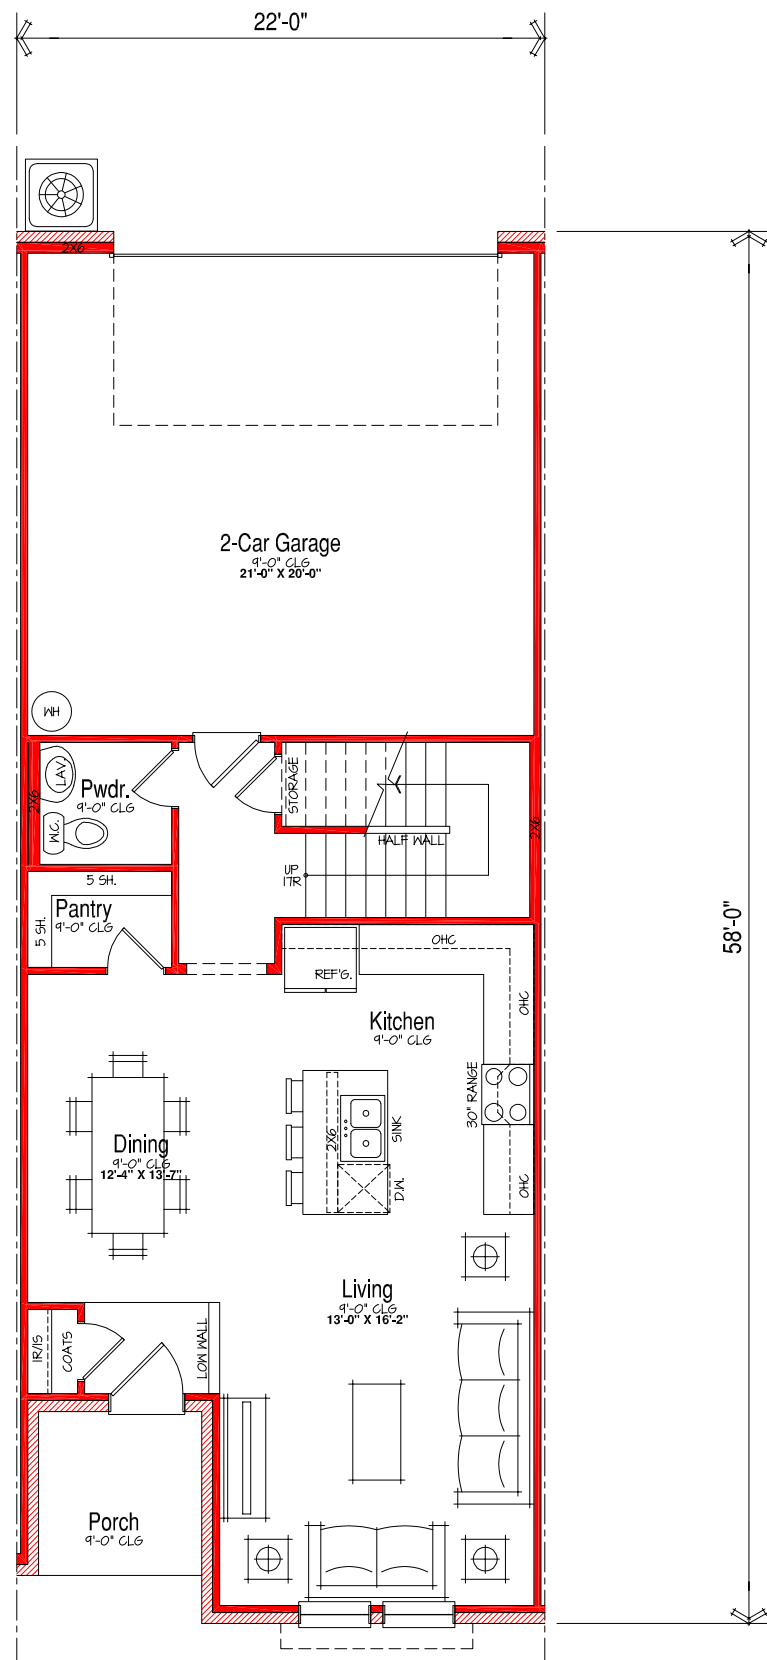 22'-0"
2X6
2-Car Garage
9'-0" CLG
21'-0" X 20'-0"
WH
LAV.
Pwdr.
9'-0" CLG
2X6
W.C.
STORAGE
HALF WALL
2X6
UP
17R
5 SH.
Pantry
9'-0" CLG
5 SH.
58'-0"
OHC
REF'G.
OHC
Kitchen
9'-0" CLG
30" RANGE
2X6
SINK
Dining
9'-0" CLG
12'-4" X 13'-7"
D.W.
OHC
Living
9'-0" CLG
13'-0" X 16'-2"
1R/1S
COATS
LOW WALL
Porch
9'-0" CLG